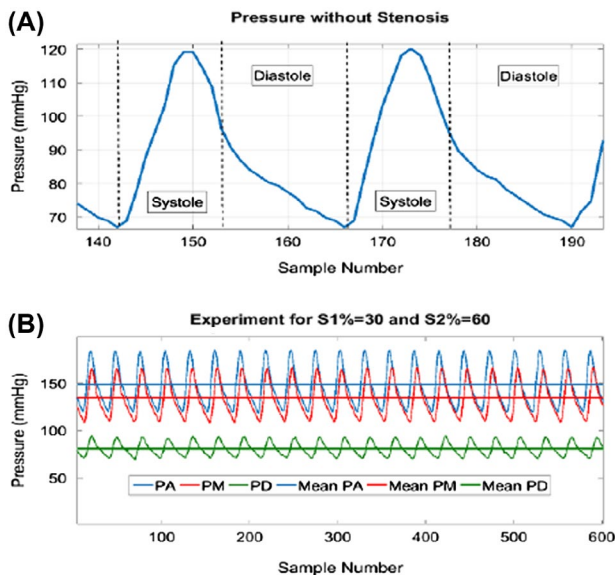 (A)
Pressure without Stenosis
120
110
100
90
80
70
Pressure (mmHg)
Diastole
Diastole
Systole
Systole
140 150 160 170 180 190
Sample Number
(B)
Experiment for S1%=30 and S2%=60
150
100
50
Pressure (mmHg)
PA PM PD Mean PA Mean PM Mean PD
100 200 300 400 500 600
Sample Number